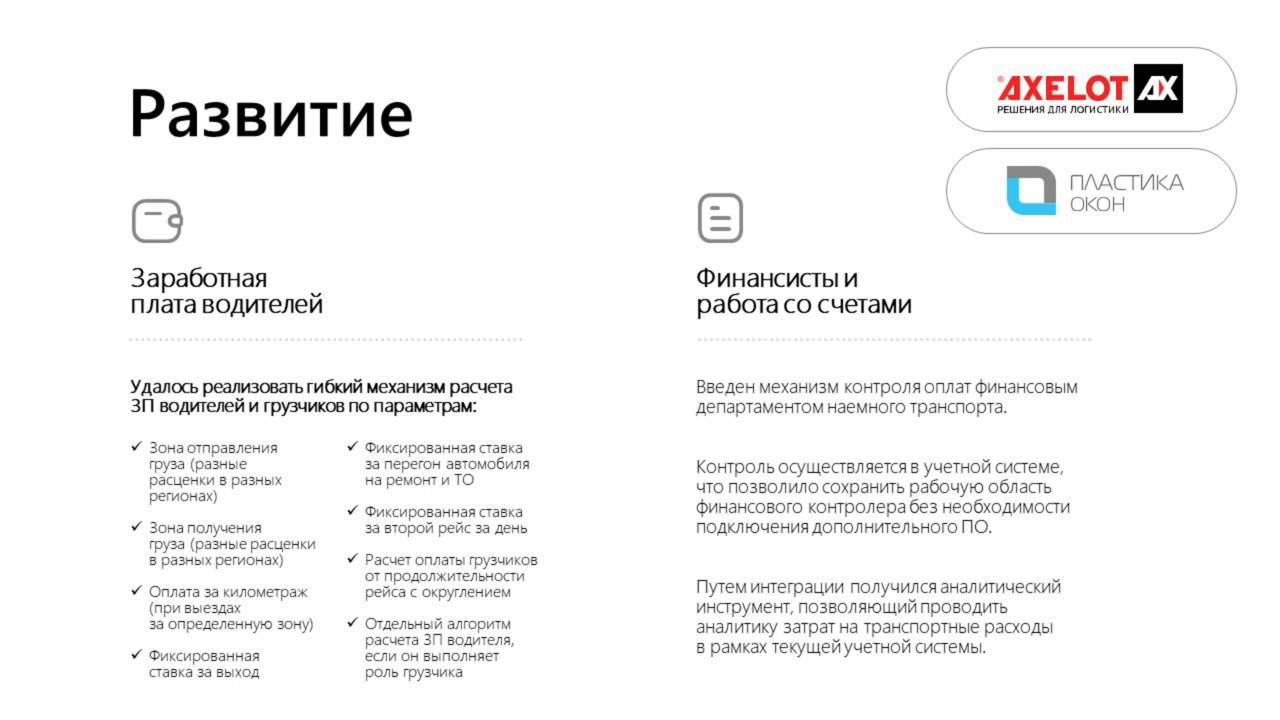 Развитие
AXELOT AX
РЕШЕНИЯ ДЛЯ ЛОГИСТИКИ
ПЛАСТИКА
ОКОН
Заработная
плата водителей
Удалось реализовать гибкий механизм расчета
ЗП водителей и грузчиков по параметрам:
✓ Зона отправления
груза (разные
расценки в разных
регионах)
✓ Зона получения
груза (разные расценки
в разных регионах)
✓ Оплата за километраж
(при выездах
за определенную зону)
✓ Фиксированная
ставка за выход
✓ Фиксированная ставка
за перегон автомобиля
на ремонт и ТО
✓ Фиксированная ставка
за второй рейс за день
✓ Расчет оплаты грузчиков
от продолжительности
рейса с округлением
✓ Отдельный алгоритм
расчета ЗП водителя,
если он выполняет
роль грузчика
Финансисты и
работа со счетами
Введен механизм контроля оплат финансовым
департаментом наемного транспорта.
Контроль осуществляется в учетной системе,
что позволило сохранить рабочую область
финансового контролера без необходимости
подключения дополнительного ПО.
Путем интеграции получился аналитический
инструмент, позволяющий проводить
аналитику затрат на транспортные расходы
в рамках текущей учетной системы.